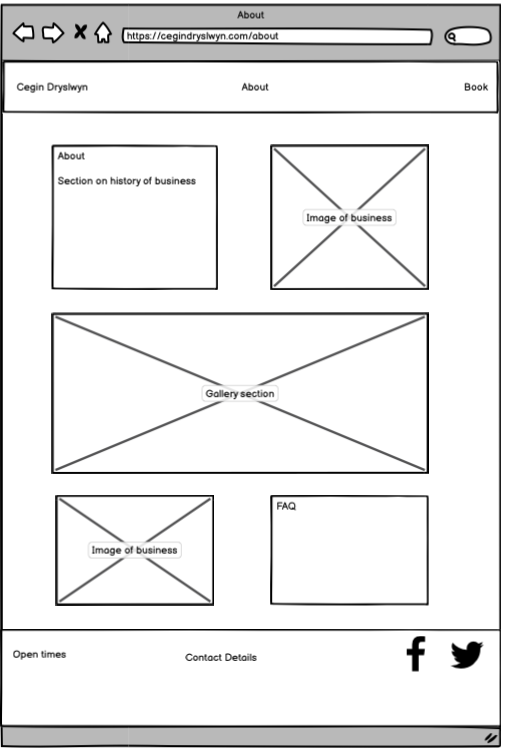 About
https://cegindryslwyn.com/about
Cegin Dryslwyn
About
Book
About
Section on history of business
Image of business
Gallery section
Image of business
FAQ
Open times
Contact Details